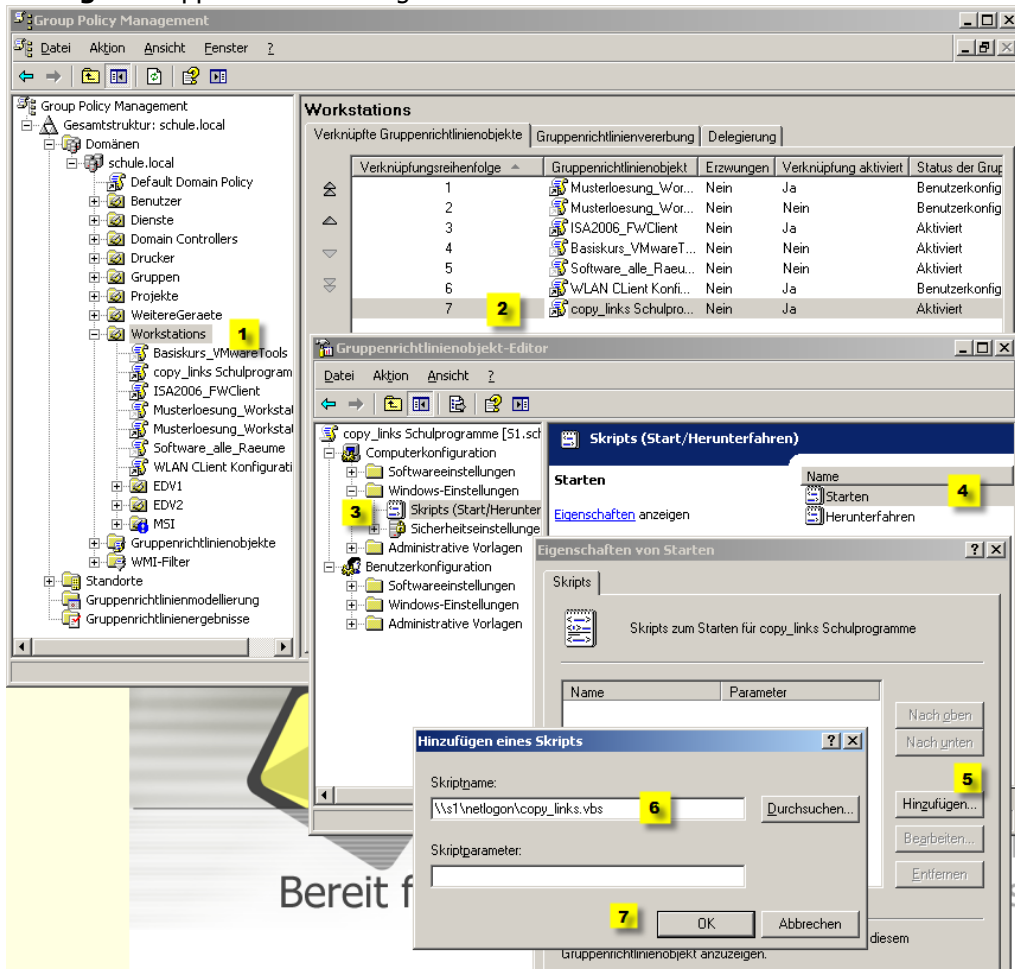 Group Policy Management
Datei Aktion Ansicht Fenster ?
Group Policy Management
Gesamtstruktur: schule.local
Domänen
schule.local
Default Domain Policy
Benutzer
Dienste
Domain Controllers
Drucker
Gruppen
Projekte
WeitereGeraete
Workstations 1
Basiskurs_VMwareTools
copy_links Schulprogram
ISA2006_FWClient
Musterloesung_Workstal
Musterloesung_Workstal
Software_alle_Raeume
WLAN CLient Konfigurati
EDV1
EDV2
MSI
Gruppenrichtlinienobjekte
WMI-Filter
Standorte
Gruppenrichtlinienmodellierung
Gruppenrichtlinienergebnisse
Workstations
Verknüpfte Gruppenrichtlinienobjekte Gruppenrichtlinienvererbung Delegierung
Verknüpfungsreihenfolge Gruppenrichtlinienobjekt Erzwungen Verknüpfung aktiviert Status der Grup
1 Musterloesung_Wor... Nein Ja Benutzerkonfig
2 Musterloesung_Wor... Nein Nein Benutzerkonfig
3 ISA2006_FWClient Nein Ja Aktiviert
4 Basiskurs_VMwareT... Nein Nein Aktiviert
5 Software_alle_Raeu... Nein Nein Aktiviert
6 WLAN CLient Konfi... Nein Ja Benutzerkonfig
7 copy_links Schulpro... Nein Ja Aktiviert
2
Gruppenrichtlinienobjekt-Editor
Datei Aktion Ansicht ?
copy_links Schulprogramme [S1.sch
Computerkonfiguration
Softwareeinstellungen
Windows-Einstellungen
3 Skripts (Start/Herunter
Sicherheitseinstellunge
Administrative Vorlagen
Benutzerkonfiguration
Softwareeinstellungen
Windows-Einstellungen
Administrative Vorlagen
Skripts (Start/Herunterfahren)
Starten
Eigenschaften anzeigen
Name
Starten 4
Herunterfahren
Eigenschaften von Starten
Skripts
Skripts zum Starten für copy_links Schulprogramme
Name Parameter
Nach oben
Nach unten
5
Hinzufügen...
Bearbeiten...
Entfernen
Hinzufügen eines Skripts
Skriptname:
\\s1\netlogon\copy_links.vbs 6
Durchsuchen...
Skriptparameter:
7 OK Abbrechen
diesem
Gruppenrichtlinienobjekt anzuzeigen.
Bereit f